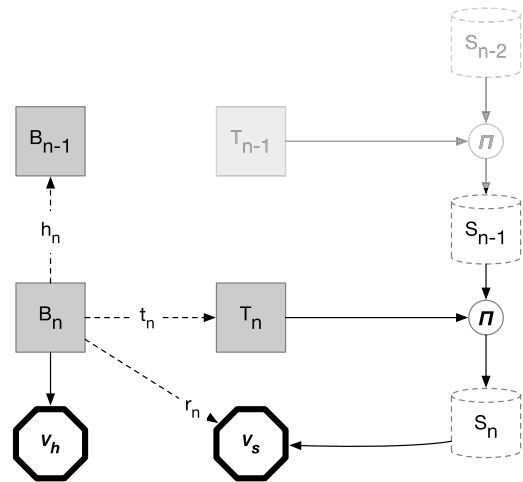 S_{n-2}
B_{n-1}
T_{n-1}
Π
h_n
S_{n-1}
B_n
t_n
T_n
Π
r_n
v_h
v_s
S_n